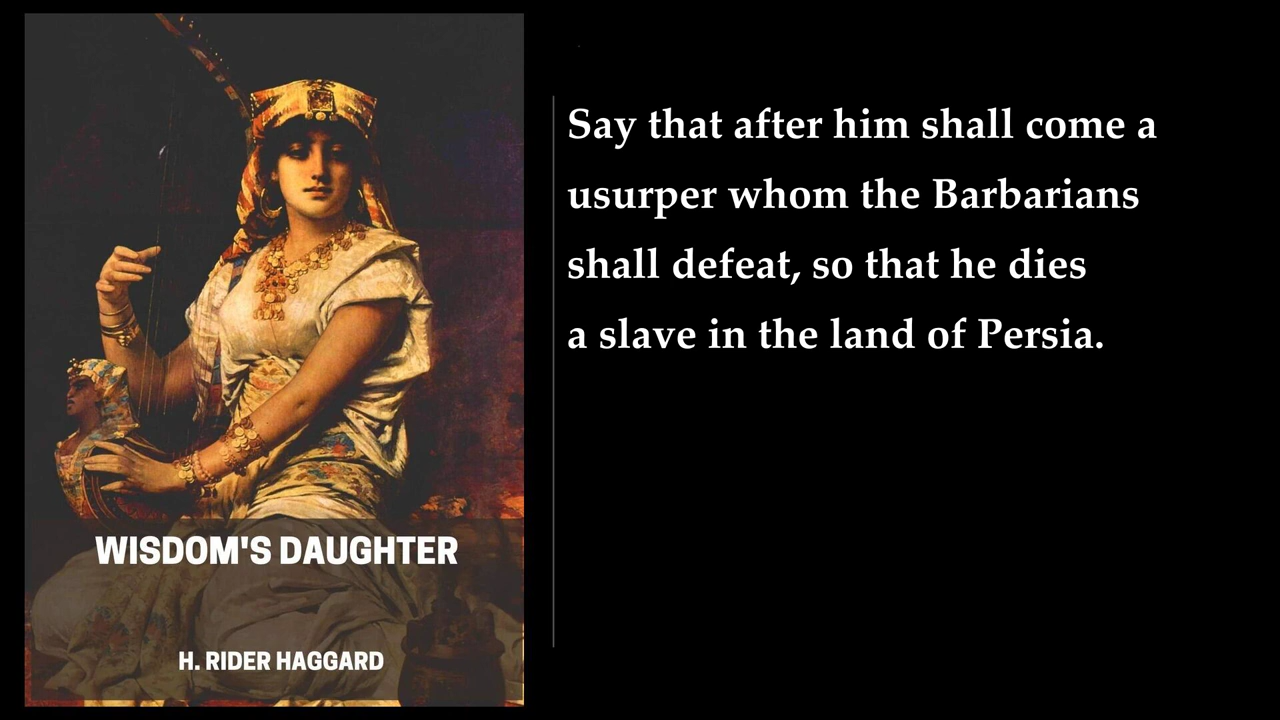 WISDOM'S DAUGHTER
H. RIDER HAGGARD
Say that after him shall come a
usurper whom the Barbarians
shall defeat, so that he dies
a slave in the land of Persia.